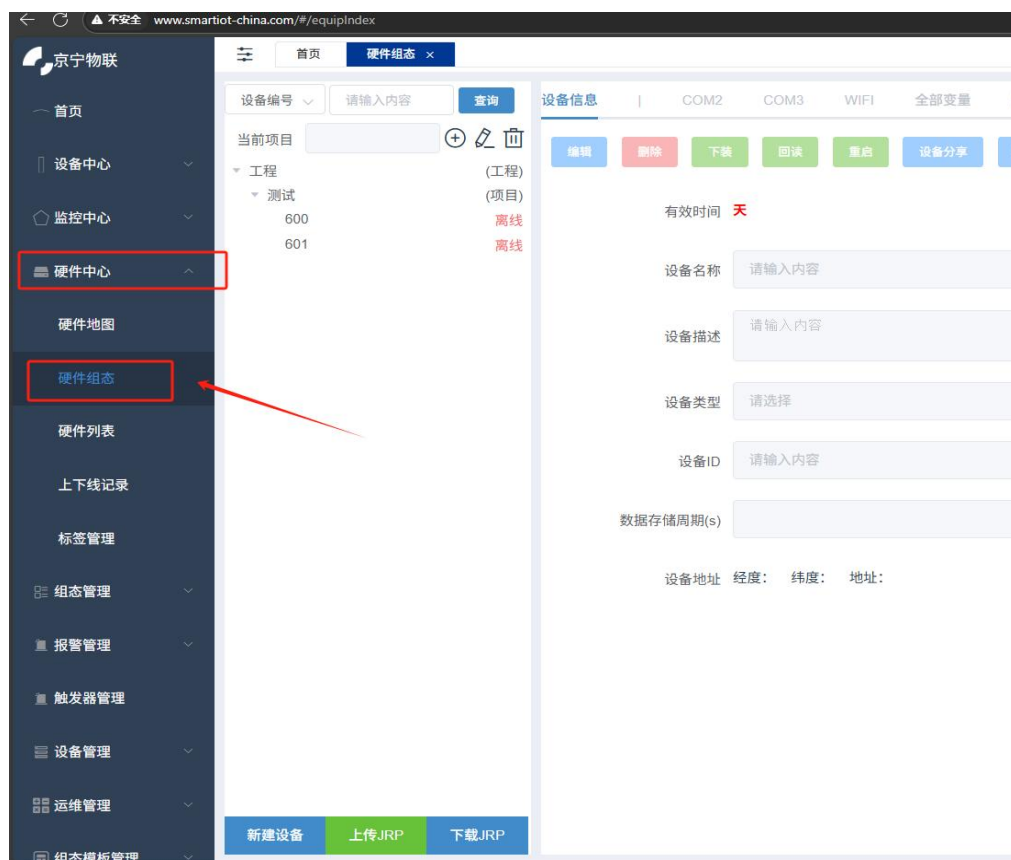 不安全 www.smartiot-china.com/#/equipIndex
京宁物联
首页
设备中心
监控中心
硬件中心
硬件地图
硬件组态
硬件列表
上下线记录
标签管理
组态管理
报警管理
触发器管理
设备管理
运维管理
组态模板管理
首页 硬件组态 ×
设备编号 请输入内容 查询
当前项目
工程 (工程)
测试 (项目)
600 离线
601 离线
新建设备 上传JRP 下载JRP
设备信息 | COM2 COM3 WIFI 全部变量
编辑 删除 下装 回读 重启 设备分享
有效时间 天
设备名称 请输入内容
设备描述 请输入内容
设备类型 请选择
设备ID 请输入内容
数据存储周期(s)
设备地址 经度: 纬度: 地址: